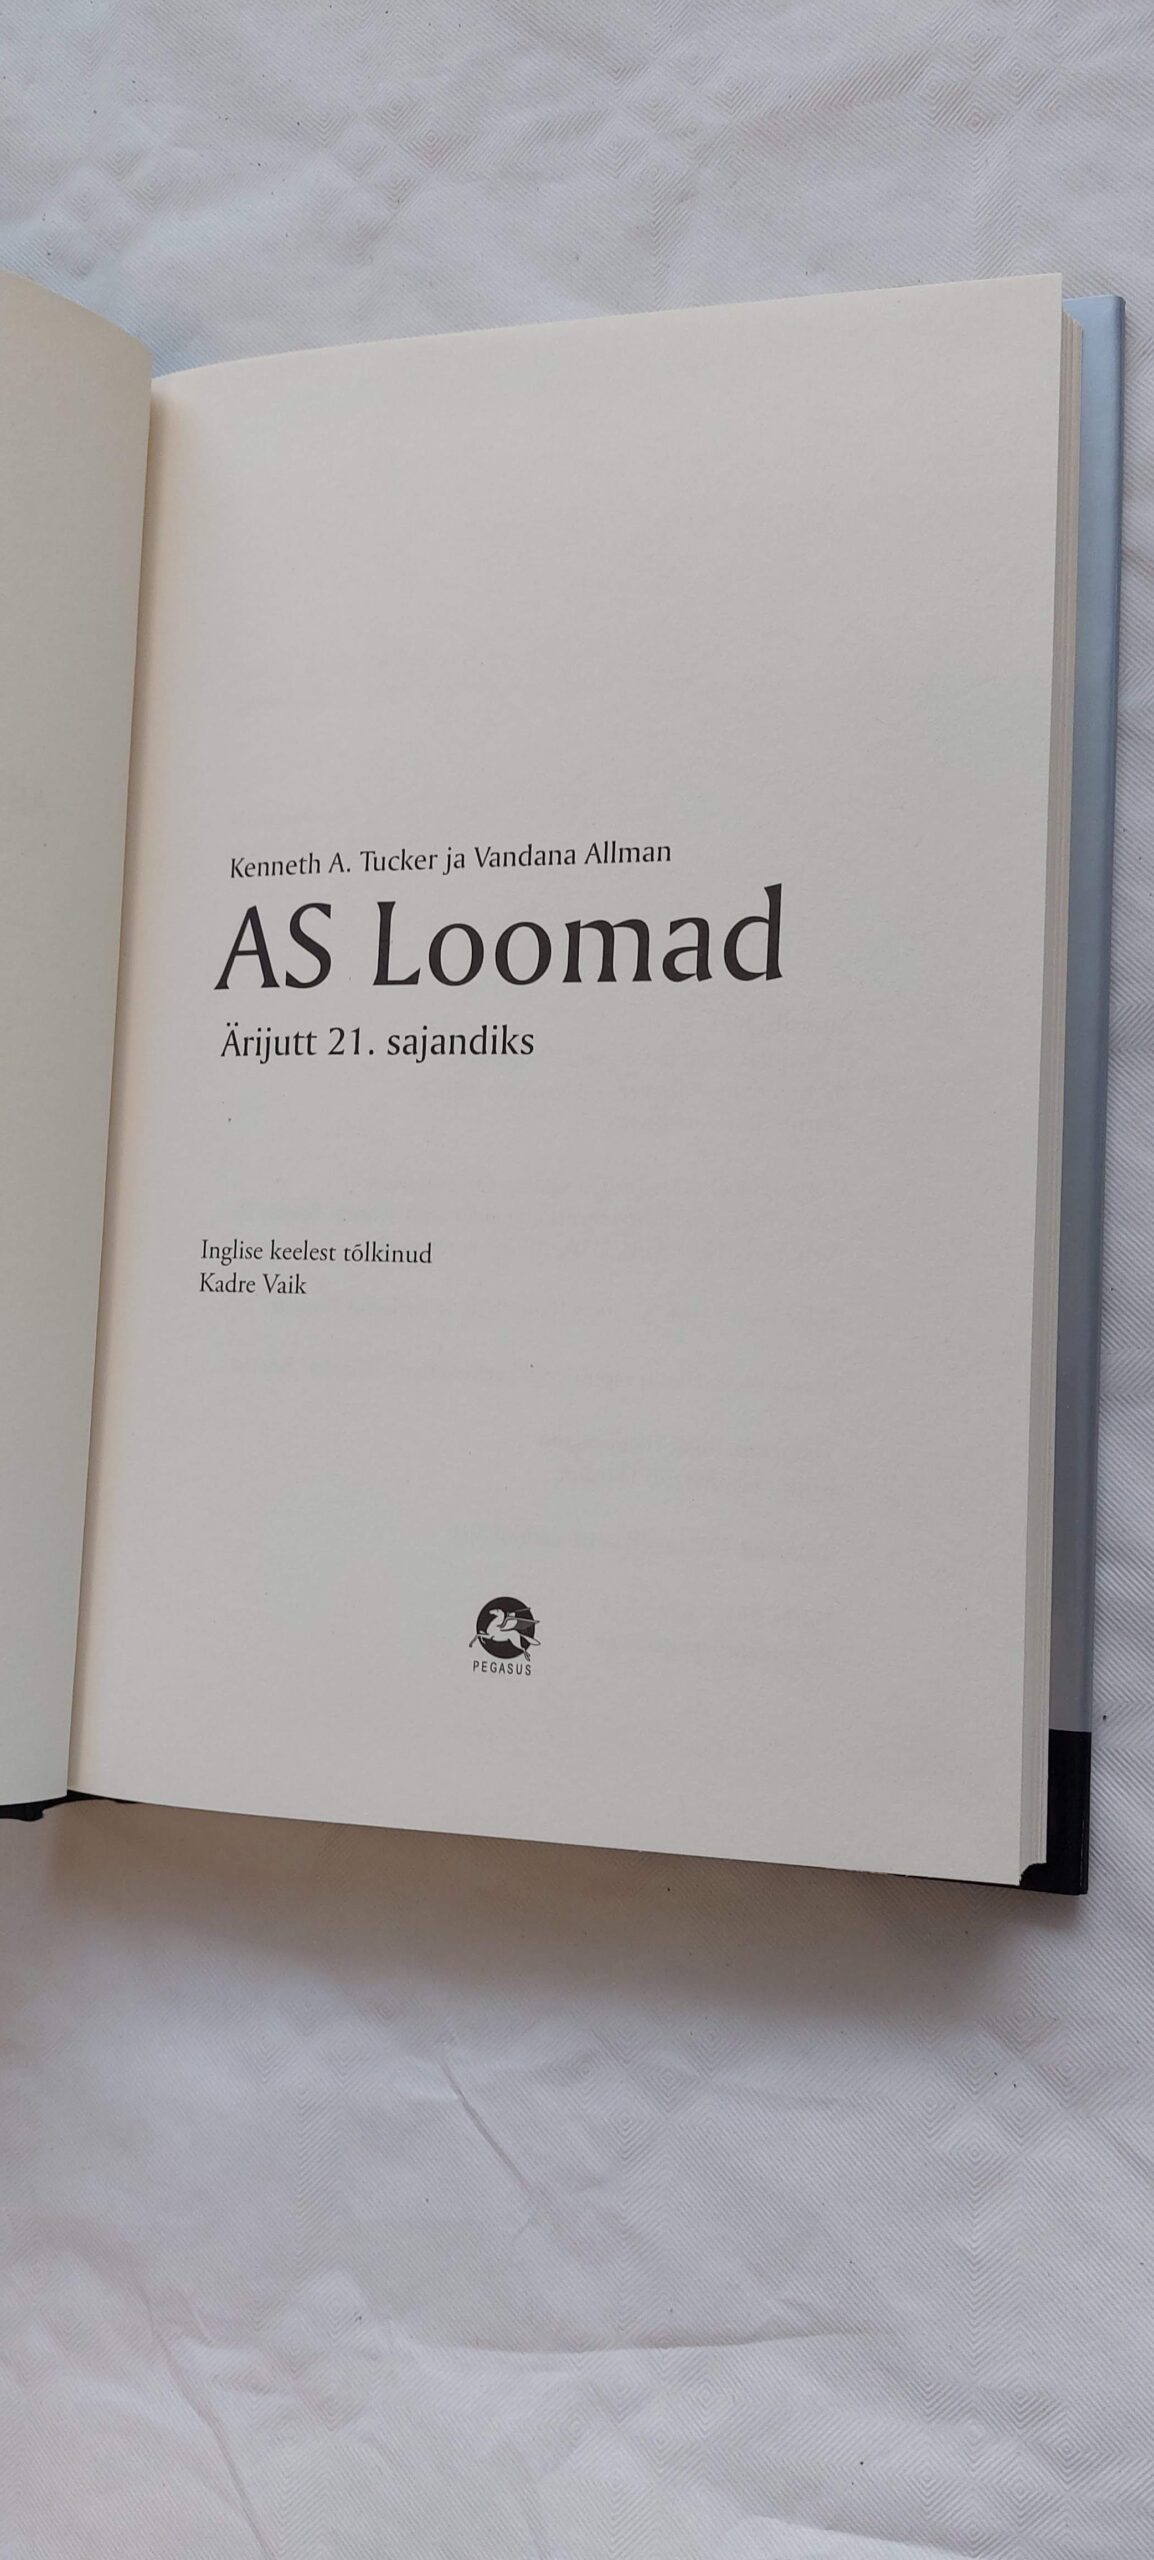 Kenneth A. Tucker ja Vandana Allman
AS Loomad
Ärijutt 21. sajandiks
Inglise keelest tõlkinud
Kadre Vaik
PEGASUS